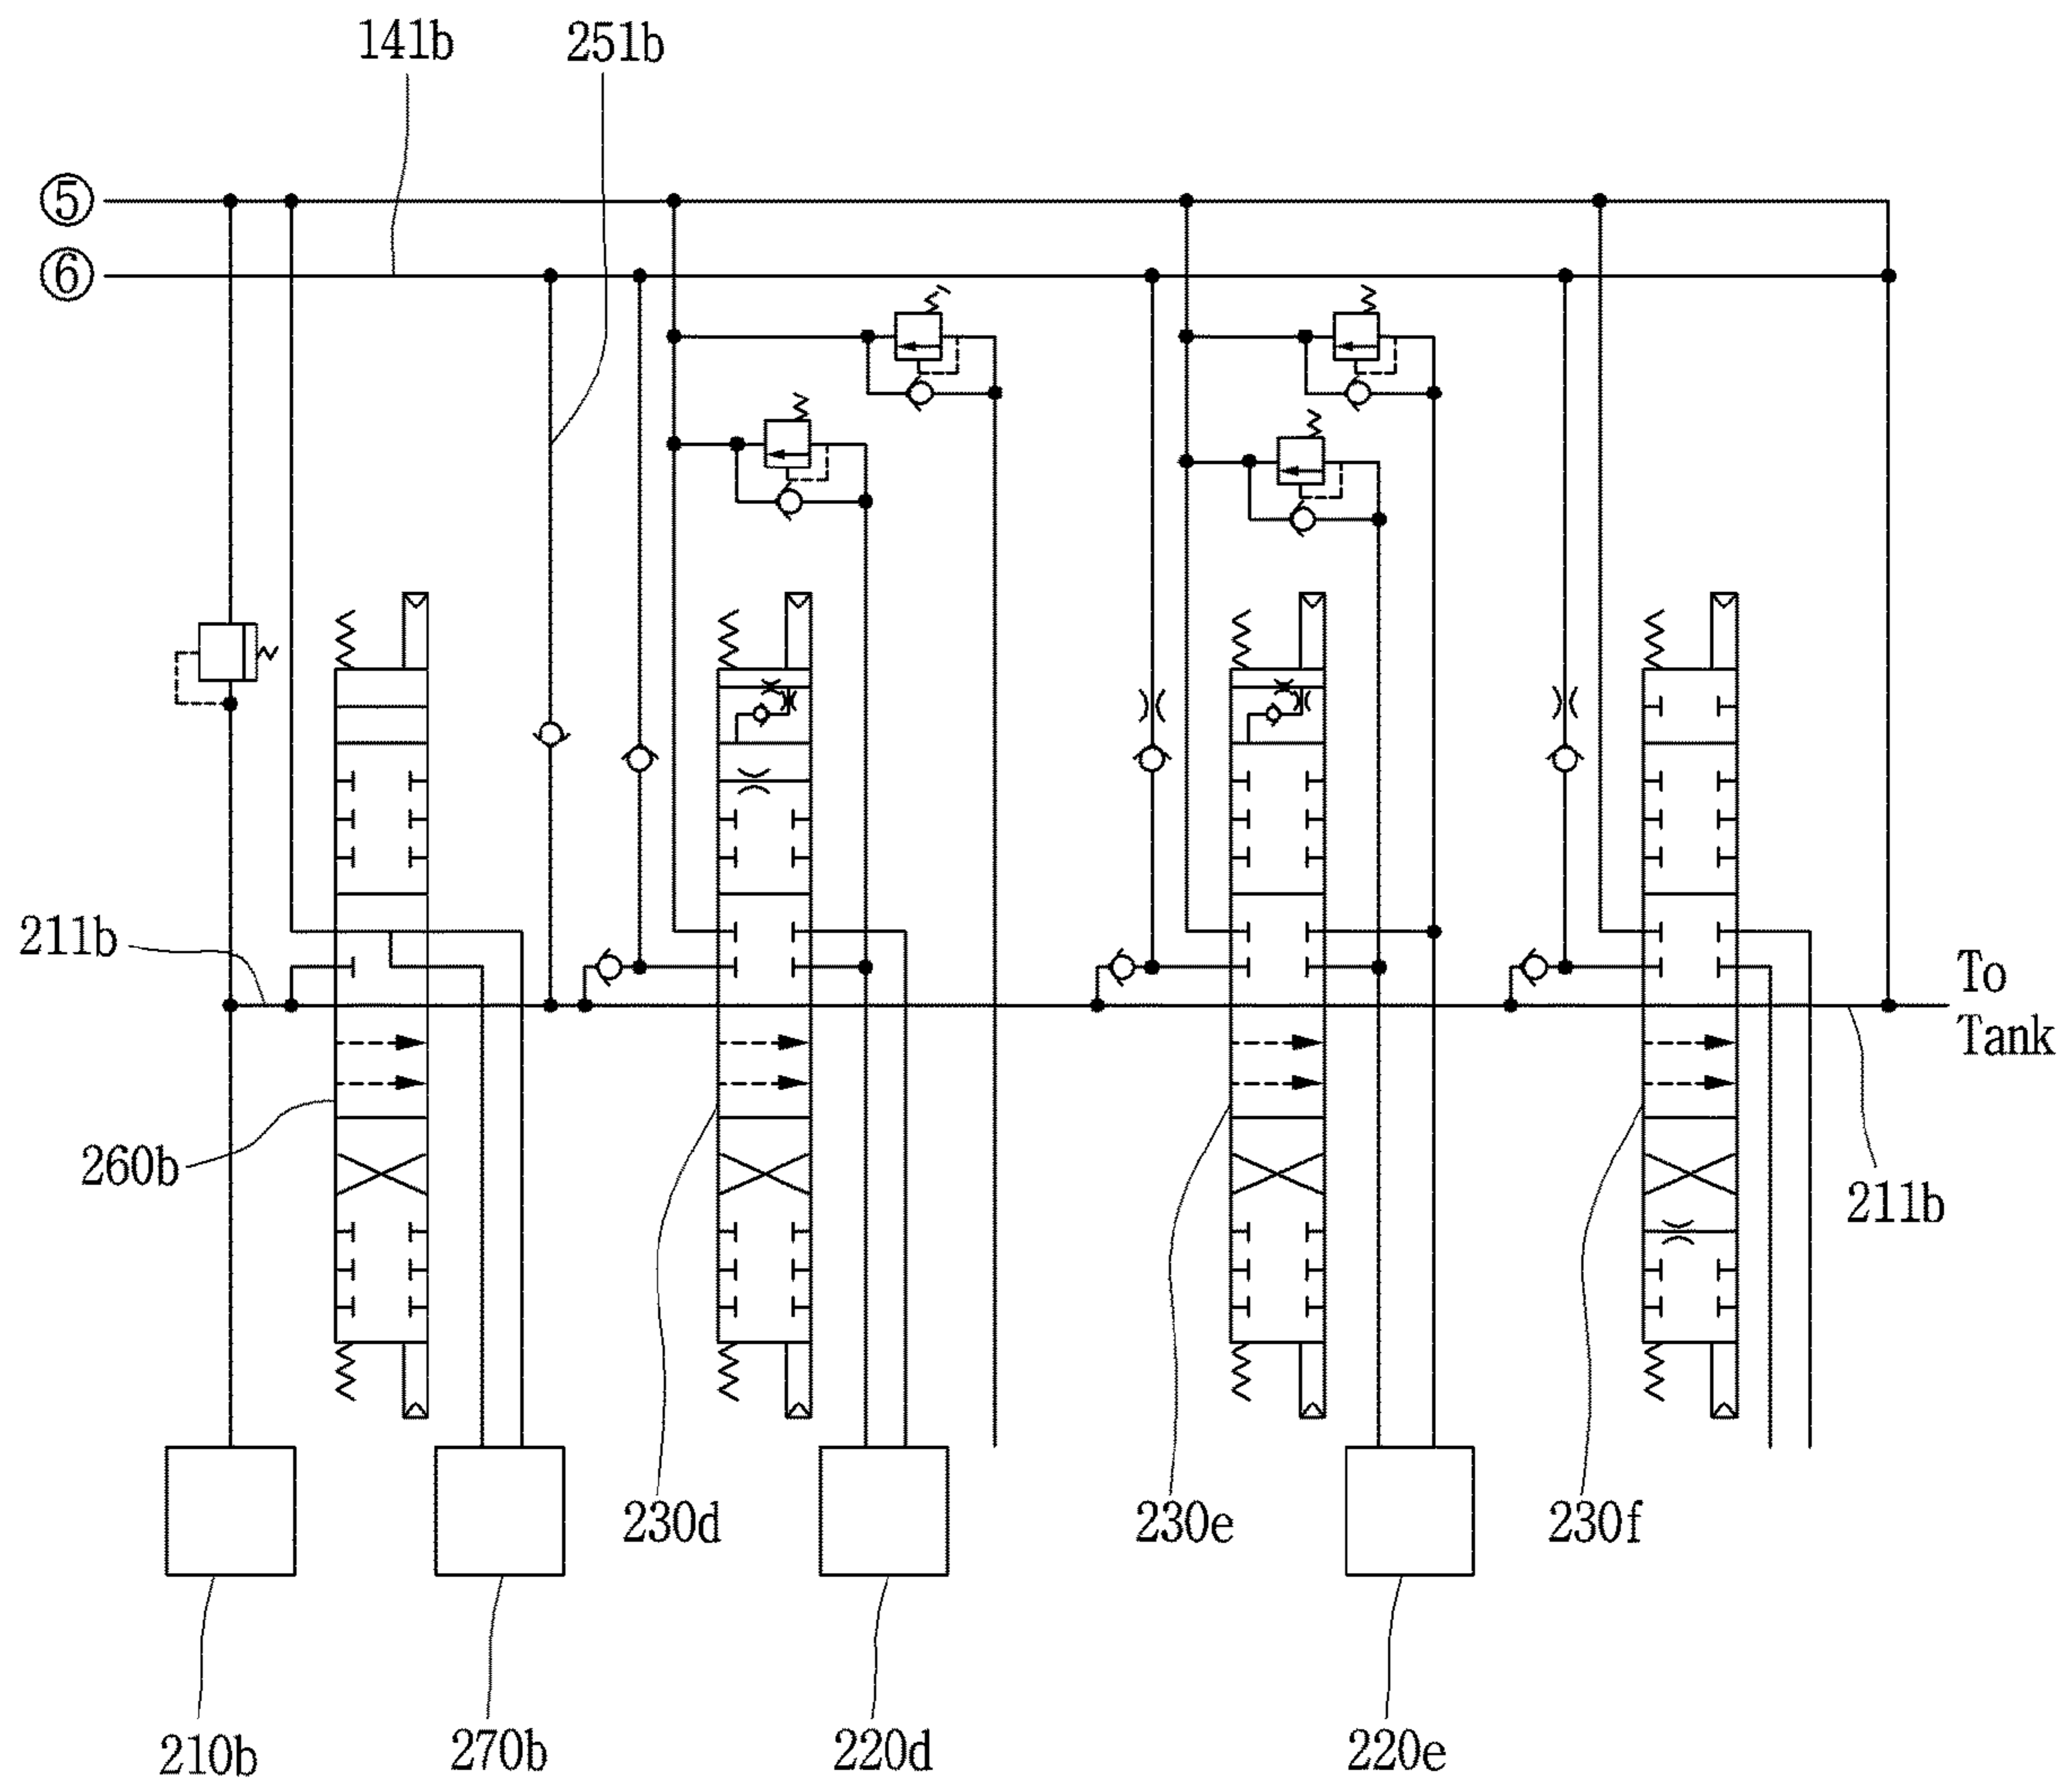 141b 251b
⑤
⑥
211b
To
Tank
260b
211b
230d 230e 230f
210b 270b 220d 220e